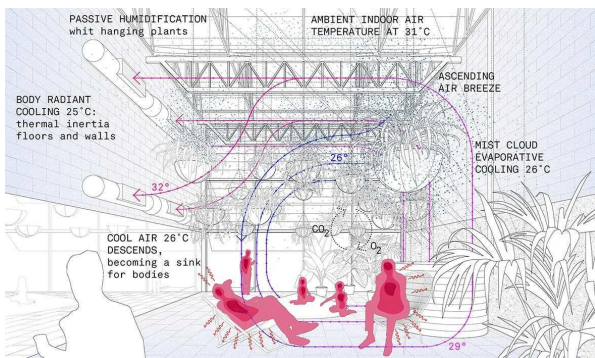 PASSIVE HUMIDIFICATION
whit hanging plants
AMBIENT INDOOR AIR
TEMPERATURE AT 31˚C
ASCENDING
AIR BREEZE
BODY RADIANT
COOLING 25˚C:
thermal inertia
floors and walls
MIST CLOUD
EVAPORATIVE
COOLING 26˚C
26°
32°
CO2
O2
COOL AIR 26˚C
DESCENDS,
becoming a sink
for bodies
29°